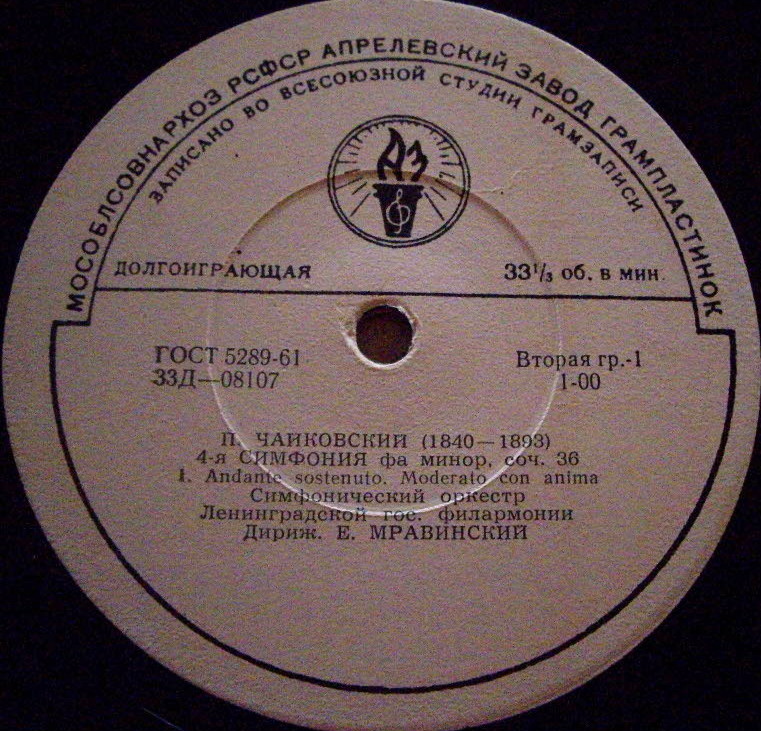 МОСОБЛСОВНАРХОЗ РСФСР АПРЕЛЕВСКИЙ ЗАВОД ГРАМПЛАСТИНОК
ЗАПИСАНО ВО ВСЕСОЮЗНОЙ СТУДИИ ГРАМЗАПИСИ
АЗ
ДОЛГОИГРАЮЩАЯ 33⅓ об. в мин.
ГОСТ 5289-61 Вторая гр.-1
33Д—08107 1-00
П. ЧАЙКОВСКИЙ (1840—1893)
4-я СИМФОНИЯ фа минор, соч. 36
1. Andante sostenuto. Moderato con anima
Симфонический оркестр
Ленинградской гос. филармонии
Дириж. Е. МРАВИНСКИЙ